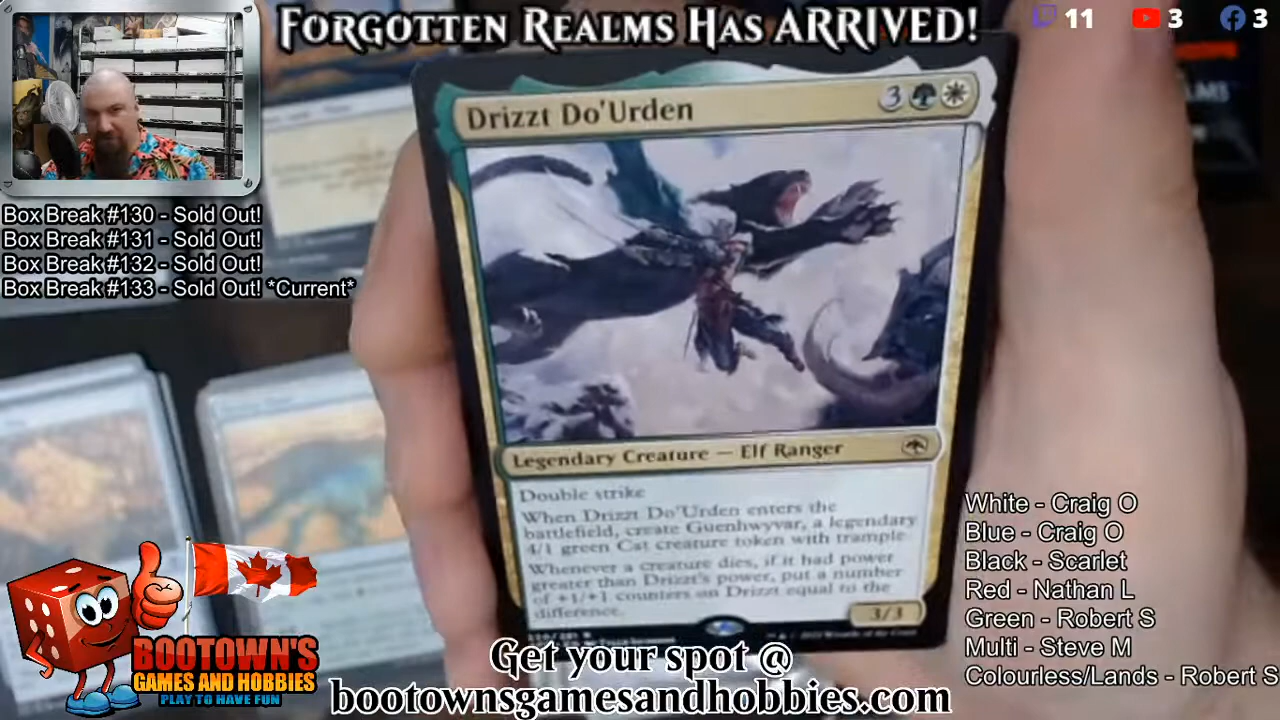 FORGOTTEN REALMS HAS ARRIVED!
11
3
3
Drizzt Do'Urden
3
Box Break #130 - Sold Out!
Box Break #131 - Sold Out!
Box Break #132 - Sold Out!
Box Break #133 - Sold Out! *Current*
Legendary Creature — Elf Ranger
Double strike
When Drizzt Do'Urden enters the
battlefield, create Guenhwyvar, a legendary
4/1 green Cat creature token with trample.
Whenever a creature dies, if it had power
greater than Drizzt's power, put a number
of +1/+1 counters on Drizzt equal to the
difference.
3/3
White - Craig O
Blue - Craig O
Black - Scarlet
Red - Nathan L
Green - Robert S
Multi - Steve M
Colourless/Lands - Robert S
BOOTOWN'S
GAMES AND HOBBIES
PLAY TO HAVE FUN
Get your spot @
bootownsgamesandhobbies.com